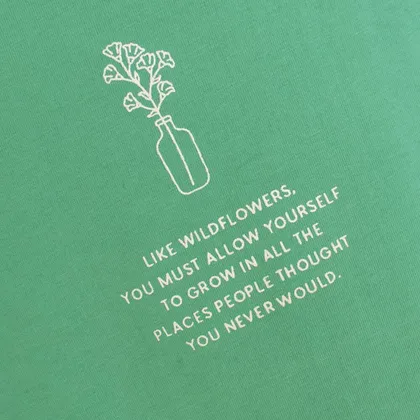 LIKE WILDFLOWERS,
YOU MUST ALLOW YOURSELF
TO GROW IN ALL THE
PLACES PEOPLE THOUGHT
YOU NEVER WOULD.